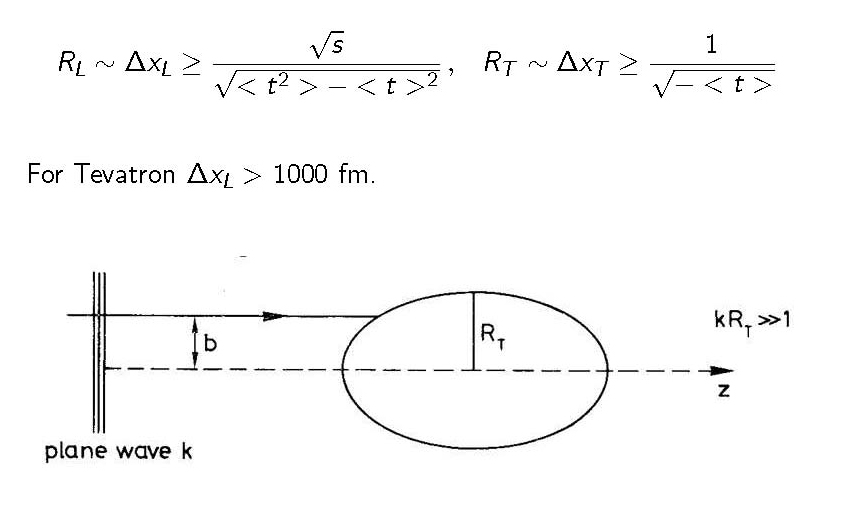 R_L ∼ Δx_L ≥ √s / √(< t² > − < t >²) , R_T ∼ Δx_T ≥ 1 / √(− < t >)
For Tevatron Δx_L > 1000 fm.
kR_T ≫1
b
R_T
z
plane wave k